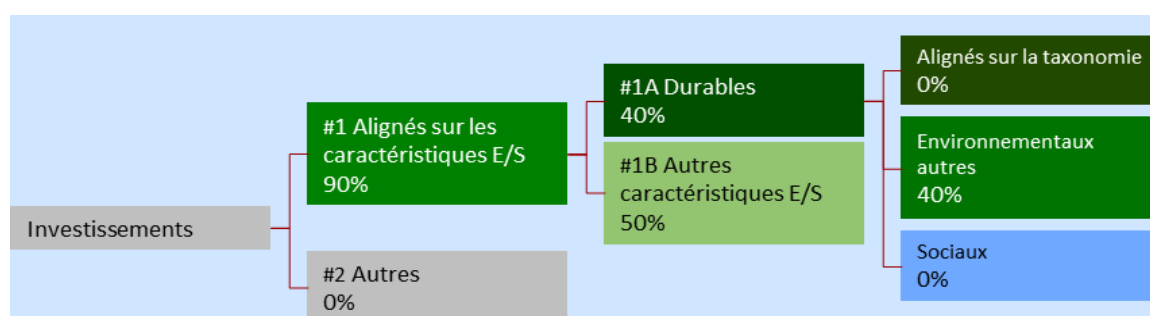 Investissements
#1 Alignés sur les
caractéristiques E/S
90%
#2 Autres
0%
#1A Durables
40%
#1B Autres
caractéristiques E/S
50%
Alignés sur la taxonomie
0%
Environnementaux
autres
40%
Sociaux
0%